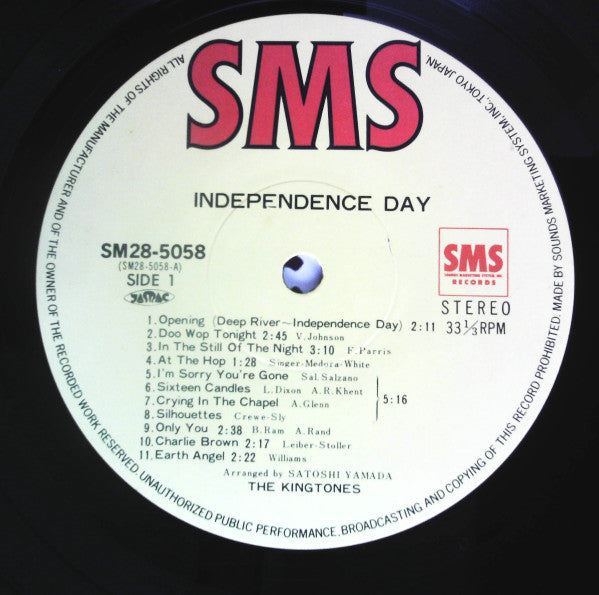 SMS
INDEPENDENCE DAY
SM28-5058
(SM28-5058-A)
SIDE 1
JASRAC
SMS
SOUNDS MARKETING SYSTEM INC.
RECORDS
STEREO
33⅓RPM
1.Opening (Deep River~Independence Day) 2:11
2.Doo Wop Tonight 2:45 V.Johnson
3.In The Still Of The Night 3:10 F.Parris
4.At The Hop 1:28 Singer-Medora-White
5.I'm Sorry You're Gone Sal.Salzano
6.Sixteen Candles L.Dixon A.R.Khent
7.Crying In The Chapel A.Glenn
8.Silhouettes Crewe-Sly
5:16
9.Only You 2:38 B.Ram A.Rand
10.Charlie Brown 2:17 Leiber-Stoller
11.Earth Angel 2:22 Williams
Arranged by SATOSHI YAMADA
THE KINGTONES
ALL RIGHTS OF THE MANUFACTURER AND OF THE OWNER OF THE RECORDED WORK RESERVED. UNAUTHORIZED PUBLIC PERFORMANCE, BROADCASTING AND COPYING OF THIS RECORD PROHIBITED. MADE BY SOUNDS MARKETING SYSTEM INC, TOKYO JAPAN.